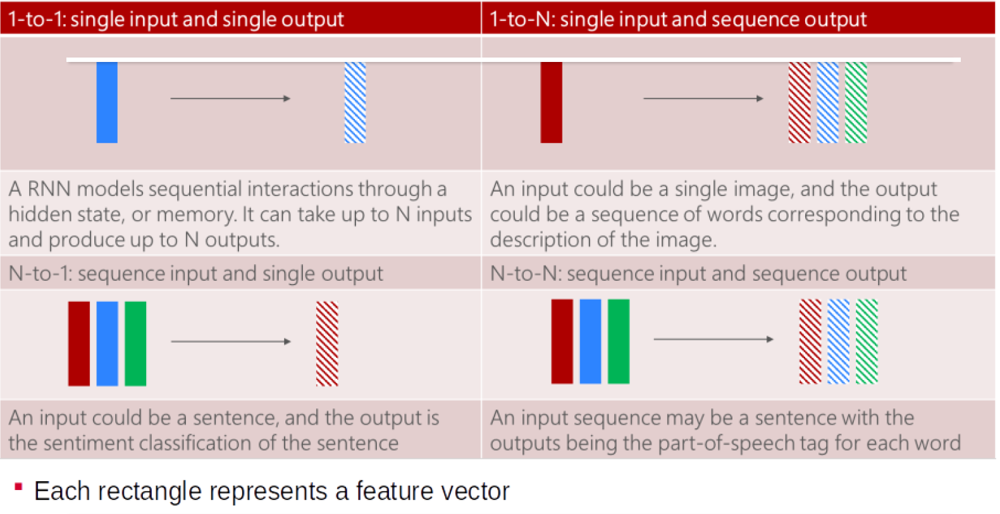 1-to-1: single input and single output
1-to-N: single input and sequence output
A RNN models sequential interactions through a
hidden state, or memory. It can take up to N inputs
and produce up to N outputs.
An input could be a single image, and the output
could be a sequence of words corresponding to the
description of the image.
N-to-1: sequence input and single output
N-to-N: sequence input and sequence output
An input could be a sentence, and the output is
the sentiment classification of the sentence
An input sequence may be a sentence with the
outputs being the part-of-speech tag for each word
Each rectangle represents a feature vector